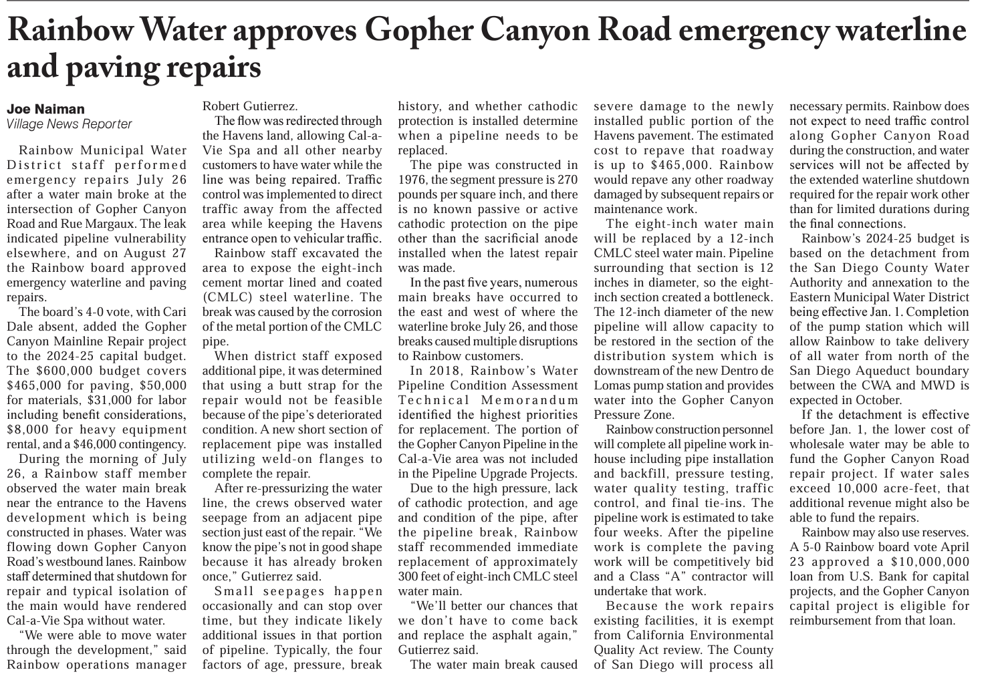 Rainbow Water approves Gopher Canyon Road emergency waterline
and paving repairs
Joe Naiman
Village News Reporter
Rainbow Municipal Water
District staff performed
emergency repairs July 26
after a water main broke at the
intersection of Gopher Canyon
Road and Rue Margaux. The leak
indicated pipeline vulnerability
elsewhere, and on August 27
the Rainbow board approved
emergency waterline and paving
repairs.
The board's 4-0 vote, with Cari
Dale absent, added the Gopher
Canyon Mainline Repair project
to the 2024-25 capital budget.
The $600,000 budget covers
$465,000 for paving, $50,000
for materials, $31,000 for labor
including benefit considerations,
$8,000 for heavy equipment
rental, and a $46,000 contingency.
During the morning of July
26, a Rainbow staff member
observed the water main break
near the entrance to the Havens
development which is being
constructed in phases. Water was
flowing down Gopher Canyon
Road's westbound lanes. Rainbow
staff determined that shutdown for
repair and typical isolation of
the main would have rendered
Cal-a-Vie Spa without water.
"We were able to move water
through the development," said
Rainbow operations manager
Robert Gutierrez.
The flow was redirected through
the Havens land, allowing Cal-a-
Vie Spa and all other nearby
customers to have water while the
line was being repaired. Traffic
control was implemented to direct
traffic away from the affected
area while keeping the Havens
entrance open to vehicular traffic.
Rainbow staff excavated the
area to expose the eight-inch
cement mortar lined and coated
(CMLC) steel waterline. The
break was caused by the corrosion
of the metal portion of the CMLC
pipe.
When district staff exposed
additional pipe, it was determined
that using a butt strap for the
repair would not be feasible
because of the pipe's deteriorated
condition. A new short section of
replacement pipe was installed
utilizing weld-on flanges to
complete the repair.
After re-pressurizing the water
line, the crews observed water
seepage from an adjacent pipe
section just east of the repair. "We
know the pipe's not in good shape
because it has already broken
once," Gutierrez said.
Small seepages happen
occasionally and can stop over
time, but they indicate likely
additional issues in that portion
of pipeline. Typically, the four
factors of age, pressure, break
history, and whether cathodic
protection is installed determine
when a pipeline needs to be
replaced.
The pipe was constructed in
1976, the segment pressure is 270
pounds per square inch, and there
is no known passive or active
cathodic protection on the pipe
other than the sacrificial anode
installed when the latest repair
was made.
In the past five years, numerous
main breaks have occurred to
the east and west of where the
waterline broke July 26, and those
breaks caused multiple disruptions
to Rainbow customers.
In 2018, Rainbow's Water
Pipeline Condition Assessment
Technical Memorandum
identified the highest priorities
for replacement. The portion of
the Gopher Canyon Pipeline in the
Cal-a-Vie area was not included
in the Pipeline Upgrade Projects.
Due to the high pressure, lack
of cathodic protection, and age
and condition of the pipe, after
the pipeline break, Rainbow
staff recommended immediate
replacement of approximately
300 feet of eight-inch CMLC steel
water main.
"We'll better our chances that
we don't have to come back
and replace the asphalt again,"
Gutierrez said.
The water main break caused
severe damage to the newly
installed public portion of the
Havens pavement. The estimated
cost to repave that roadway
is up to $465,000. Rainbow
would repave any other roadway
damaged by subsequent repairs or
maintenance work.
The eight-inch water main
will be replaced by a 12-inch
CMLC steel water main. Pipeline
surrounding that section is 12
inches in diameter, so the eight-
inch section created a bottleneck.
The 12-inch diameter of the new
pipeline will allow capacity to
be restored in the section of the
distribution system which is
downstream of the new Dentro de
Lomas pump station and provides
water into the Gopher Canyon
Pressure Zone.
Rainbow construction personnel
will complete all pipeline work in-
house including pipe installation
and backfill, pressure testing,
water quality testing, traffic
control, and final tie-ins. The
pipeline work is estimated to take
four weeks. After the pipeline
work is complete the paving
work will be competitively bid
and a Class "A" contractor will
undertake that work.
Because the work repairs
existing facilities, it is exempt
from California Environmental
Quality Act review. The County
of San Diego will process all
necessary permits. Rainbow does
not expect to need traffic control
along Gopher Canyon Road
during the construction, and water
services will not be affected by
the extended waterline shutdown
required for the repair work other
than for limited durations during
the final connections.
Rainbow's 2024-25 budget is
based on the detachment from
the San Diego County Water
Authority and annexation to the
Eastern Municipal Water District
being effective Jan. 1. Completion
of the pump station which will
allow Rainbow to take delivery
of all water from north of the
San Diego Aqueduct boundary
between the CWA and MWD is
expected in October.
If the detachment is effective
before Jan. 1, the lower cost of
wholesale water may be able to
fund the Gopher Canyon Road
repair project. If water sales
exceed 10,000 acre-feet, that
additional revenue might also be
able to fund the repairs.
Rainbow may also use reserves.
A 5-0 Rainbow board vote April
23 approved a $10,000,000
loan from U.S. Bank for capital
projects, and the Gopher Canyon
capital project is eligible for
reimbursement from that loan.